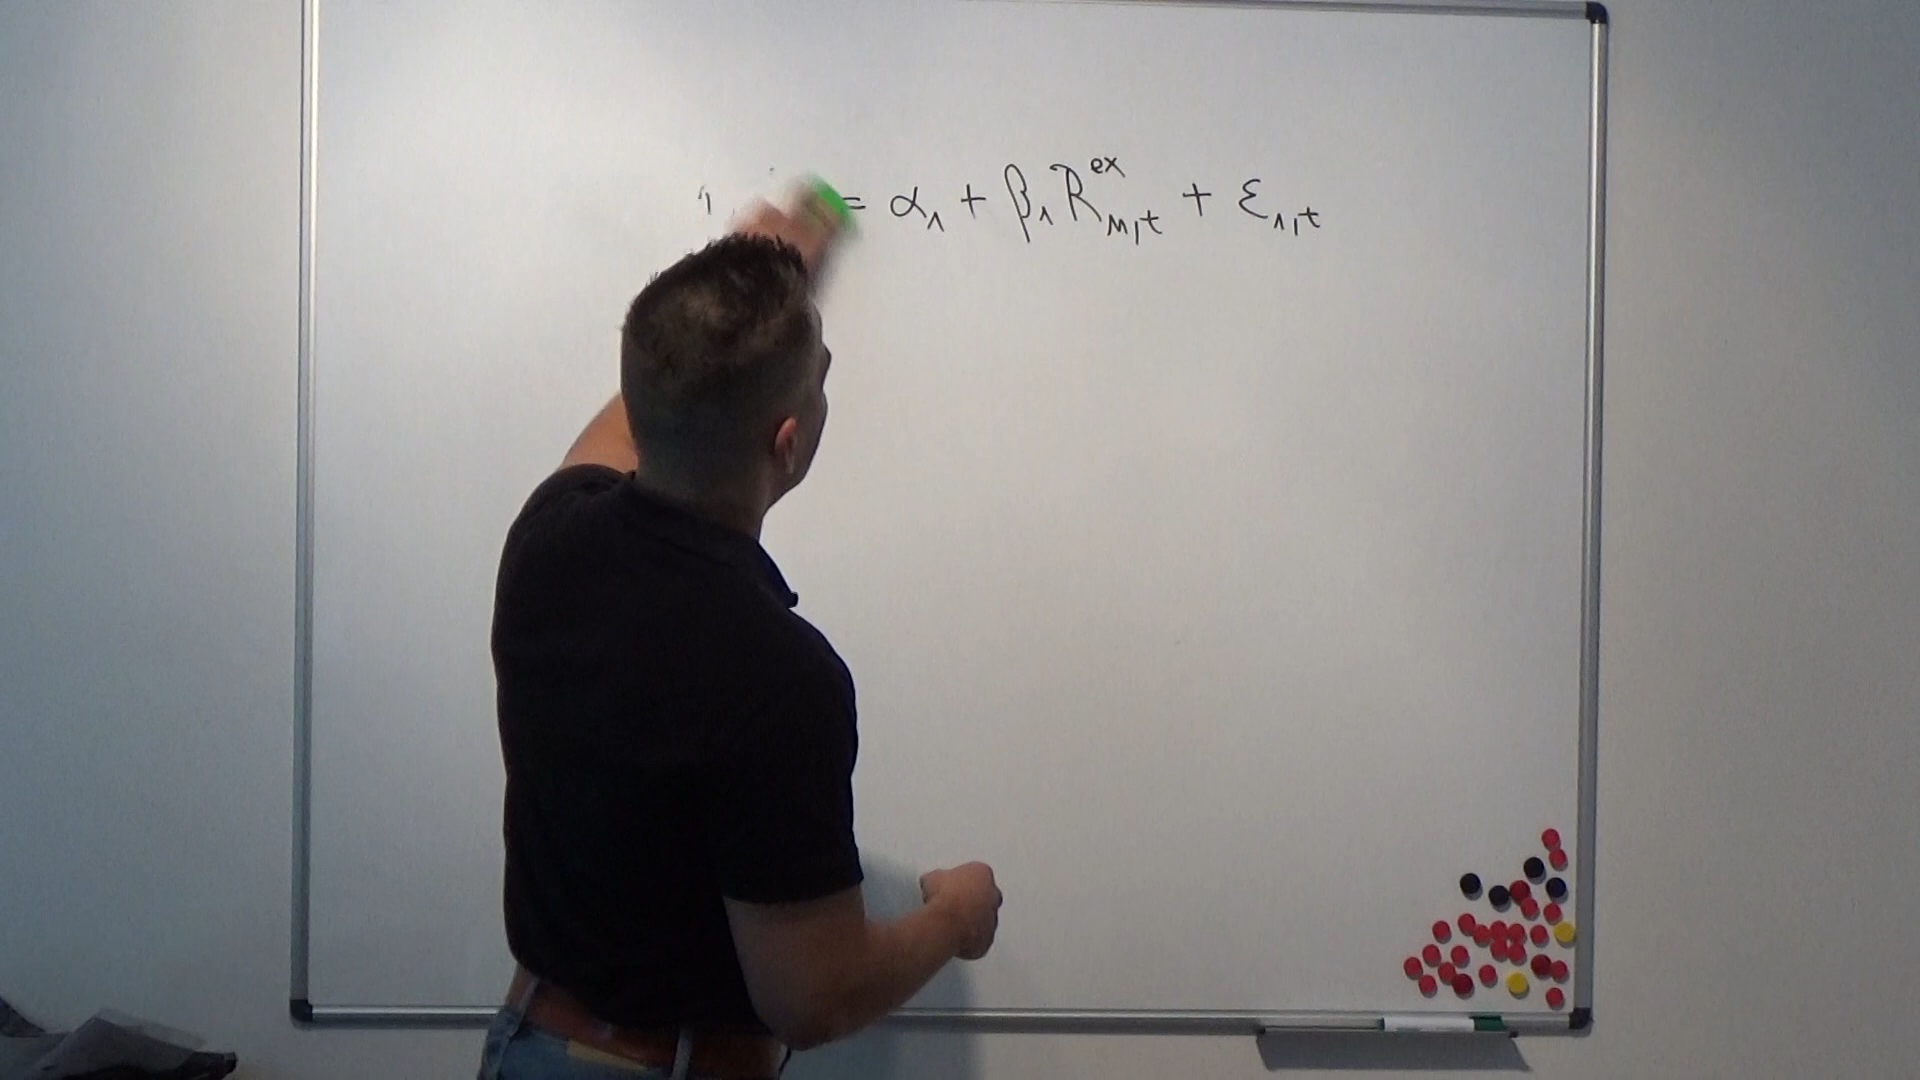 = α₁ + β₁ R^ex_M,t + ε₁,t